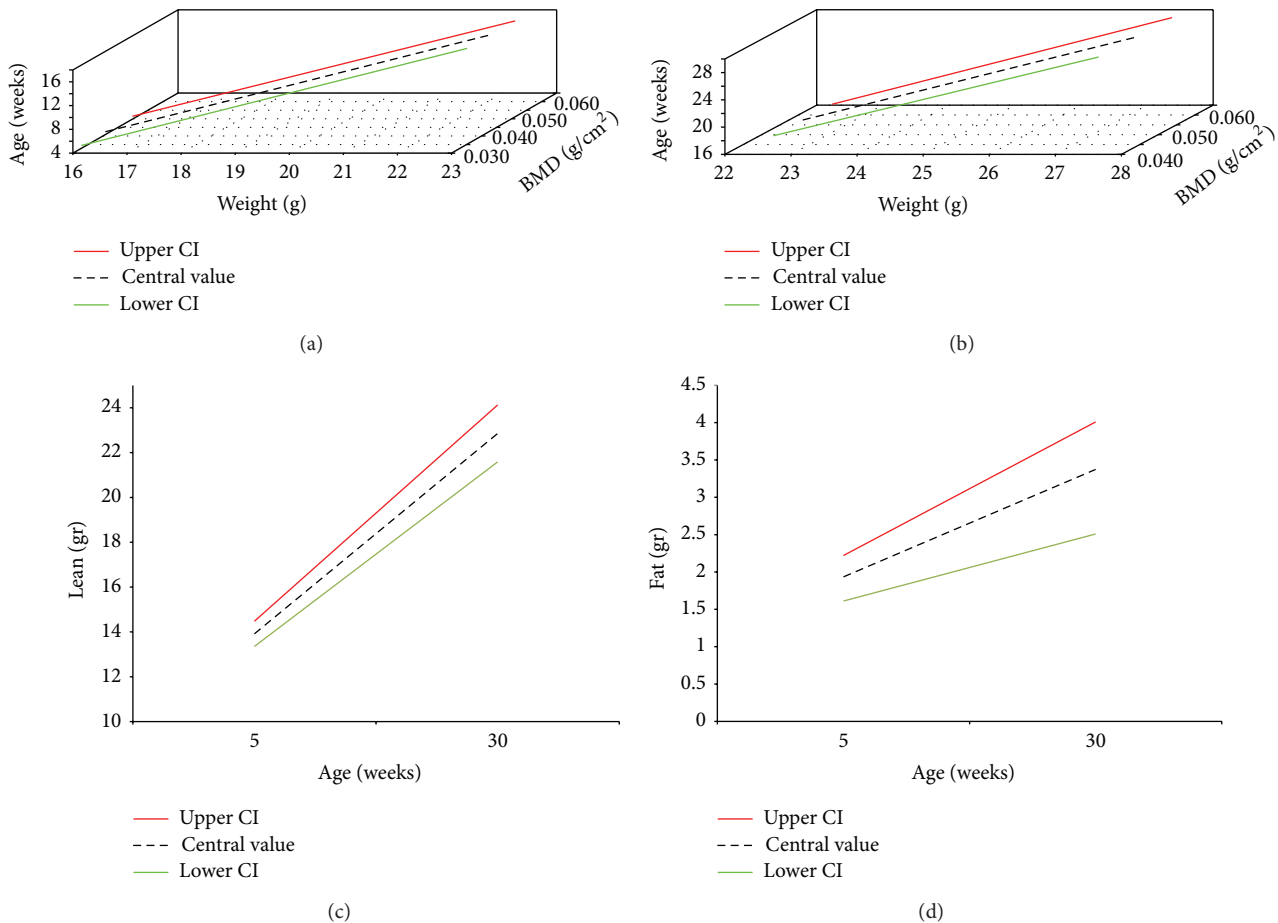 Age (weeks)
16
12
8
4
16 17 18 19 20 21 22 23
Weight (g)
0.030
0.040
0.050
0.060
BMD (g/cm²)
Upper CI
Central value
Lower CI
(a)
Age (weeks)
28
24
20
16
22 23 24 25 26 27 28
Weight (g)
0.040
0.050
0.060
BMD (g/cm²)
Upper CI
Central value
Lower CI
(b)
Lean (gr)
24
22
20
18
16
14
12
10
5 30
Age (weeks)
Upper CI
Central value
Lower CI
(c)
Fat (gr)
4.5
4
3.5
3
2.5
2
1.5
1
0.5
0
5 30
Age (weeks)
Upper CI
Central value
Lower CI
(d)